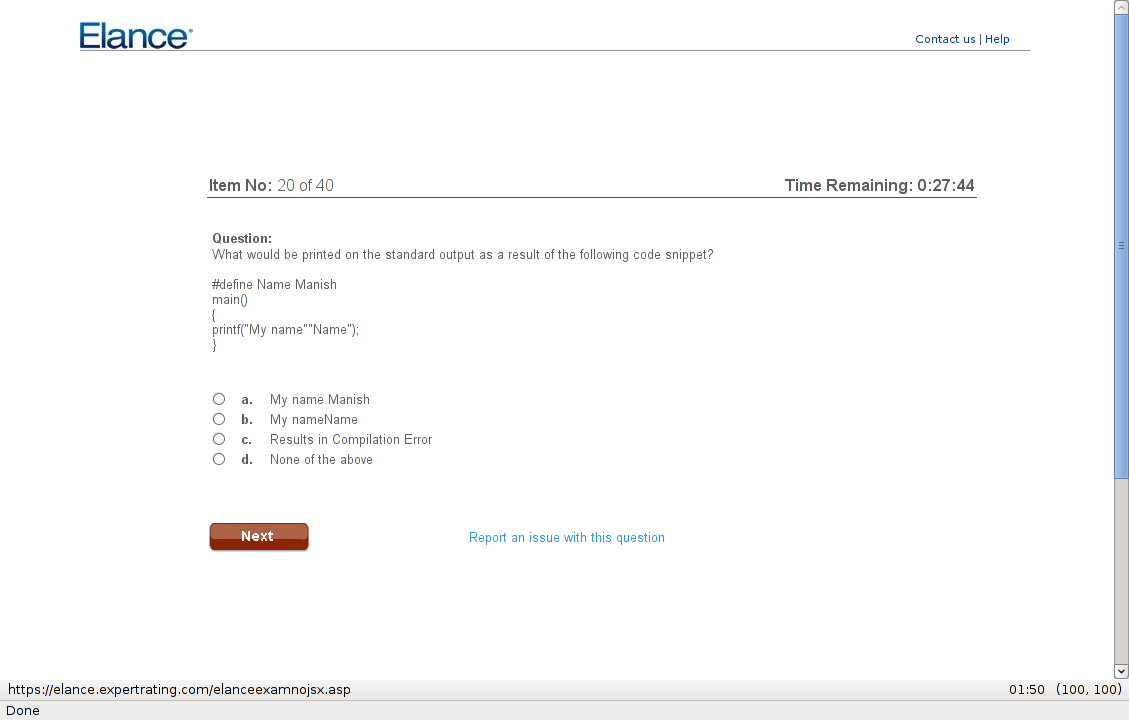 Elance
Contact us | Help
Item No: 20 of 40
Time Remaining: 0:27:44
Question:
What would be printed on the standard output as a result of the following code snippet?
#define Name Manish
main()
{
printf("My name""Name");
}
a. My name Manish
b. My nameName
c. Results in Compilation Error
d. None of the above
Next
Report an issue with this question
https://elance.expertrating.com/elanceexamnojsx.asp
01:50 (100, 100)
Done